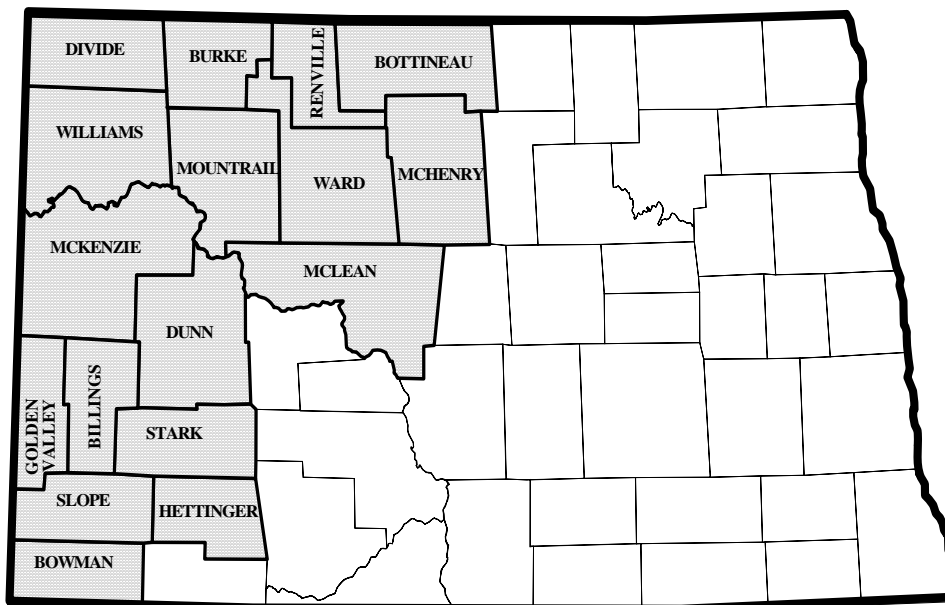 DIVIDE
BURKE
RENVILLE
BOTTINEAU
WILLIAMS
MOUNTRAIL
WARD
MCHENRY
MCKENZIE
MCLEAN
DUNN
GOLDEN
VALLEY
BILLINGS
STARK
SLOPE
HETTINGER
BOWMAN